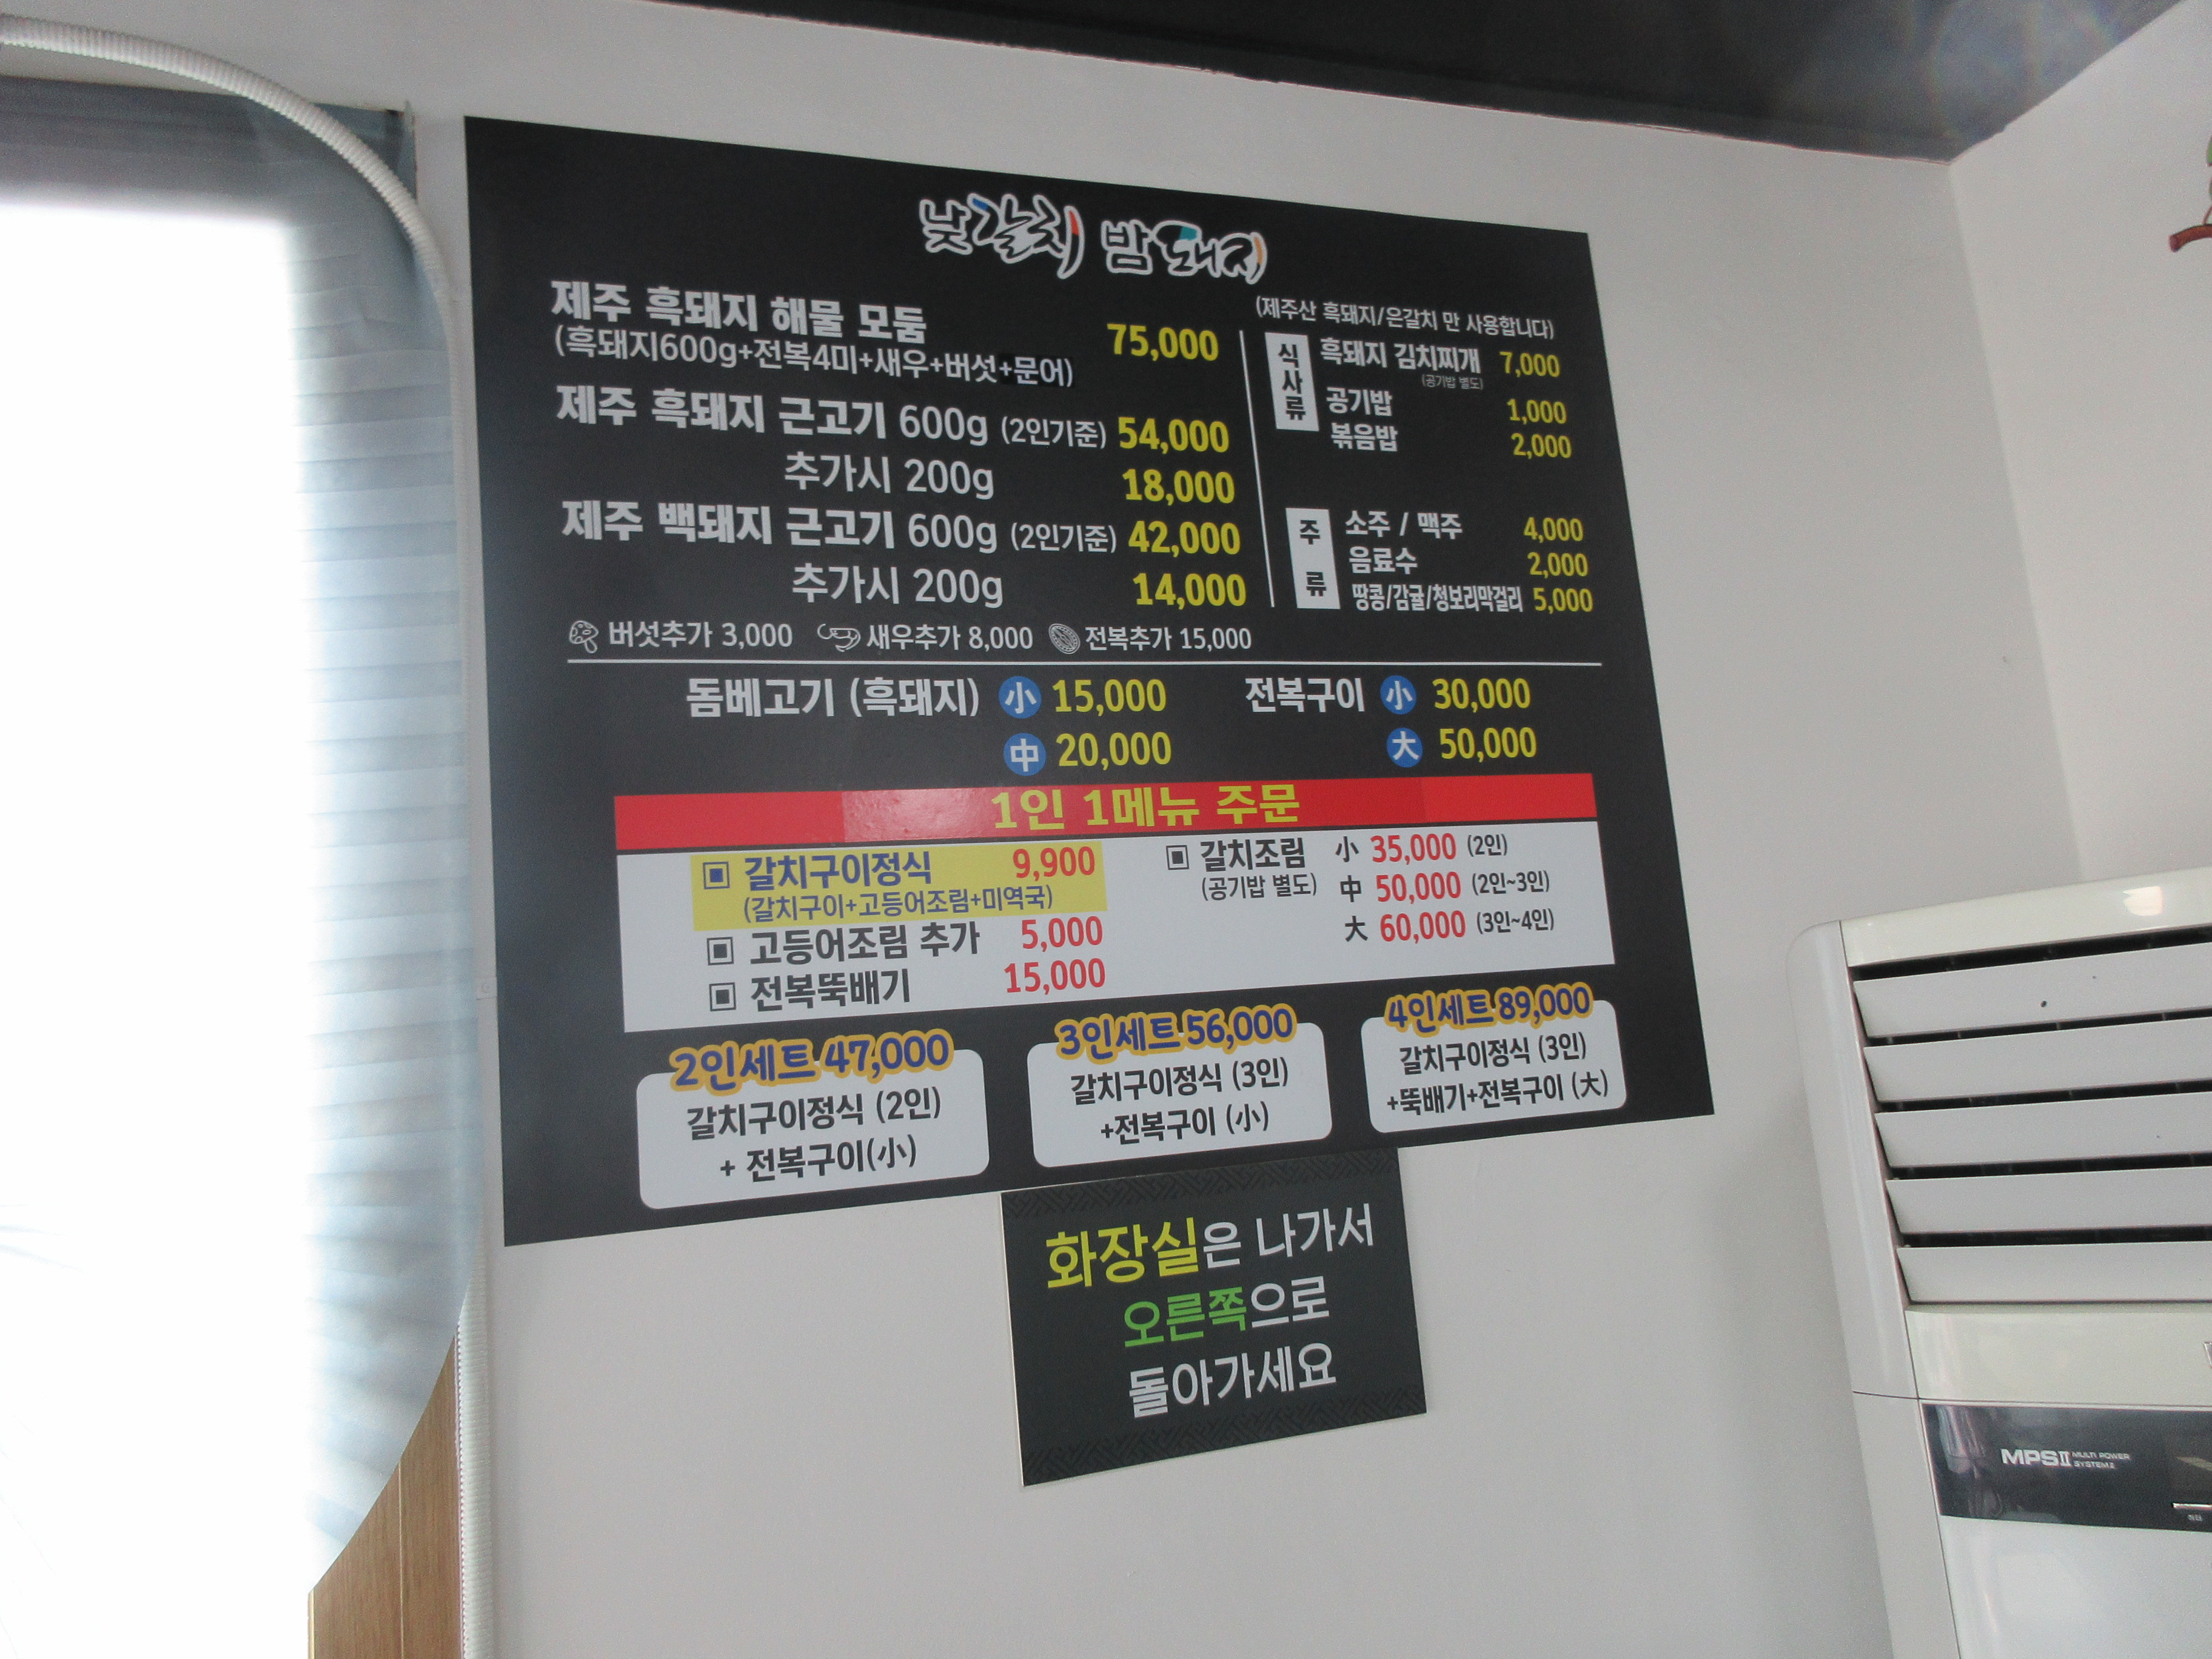 낮갈치 밤돼지
제주 흑돼지 해물 모둠 75,000
(흑돼지600g+전복4미+새우+버섯+문어)
제주 흑돼지 근고기 600g (2인기준) 54,000
추가시 200g 18,000
제주 백돼지 근고기 600g (2인기준) 42,000
추가시 200g 14,000
버섯추가 3,000 새우추가 8,000 전복추가 15,000
(제주산 흑돼지/은갈치 만 사용합니다)
식사류
흑돼지 김치찌개 7,000
(공기밥 별도)
공기밥 1,000
볶음밥 2,000
주류
소주 / 맥주 4,000
음료수 2,000
땅콩/감귤/청보리막걸리 5,000
돔베고기 (흑돼지) 小 15,000
中 20,000
전복구이 小 30,000
大 50,000
1인 1메뉴 주문
갈치구이정식 9,900
(갈치구이+고등어조림+미역국)
고등어조림 추가 5,000
전복뚝배기 15,000
갈치조림 小 35,000 (2인)
(공기밥 별도) 中 50,000 (2인~3인)
大 60,000 (3인~4인)
2인세트 47,000
갈치구이정식 (2인)
+ 전복구이(小)
3인세트 56,000
갈치구이정식 (3인)
+전복구이 (小)
4인세트 89,000
갈치구이정식 (3인)
+뚝배기+전복구이 (大)
화장실은 나가서
오른쪽으로
돌아가세요
MPSII MULTI POWER
SYSTEM II